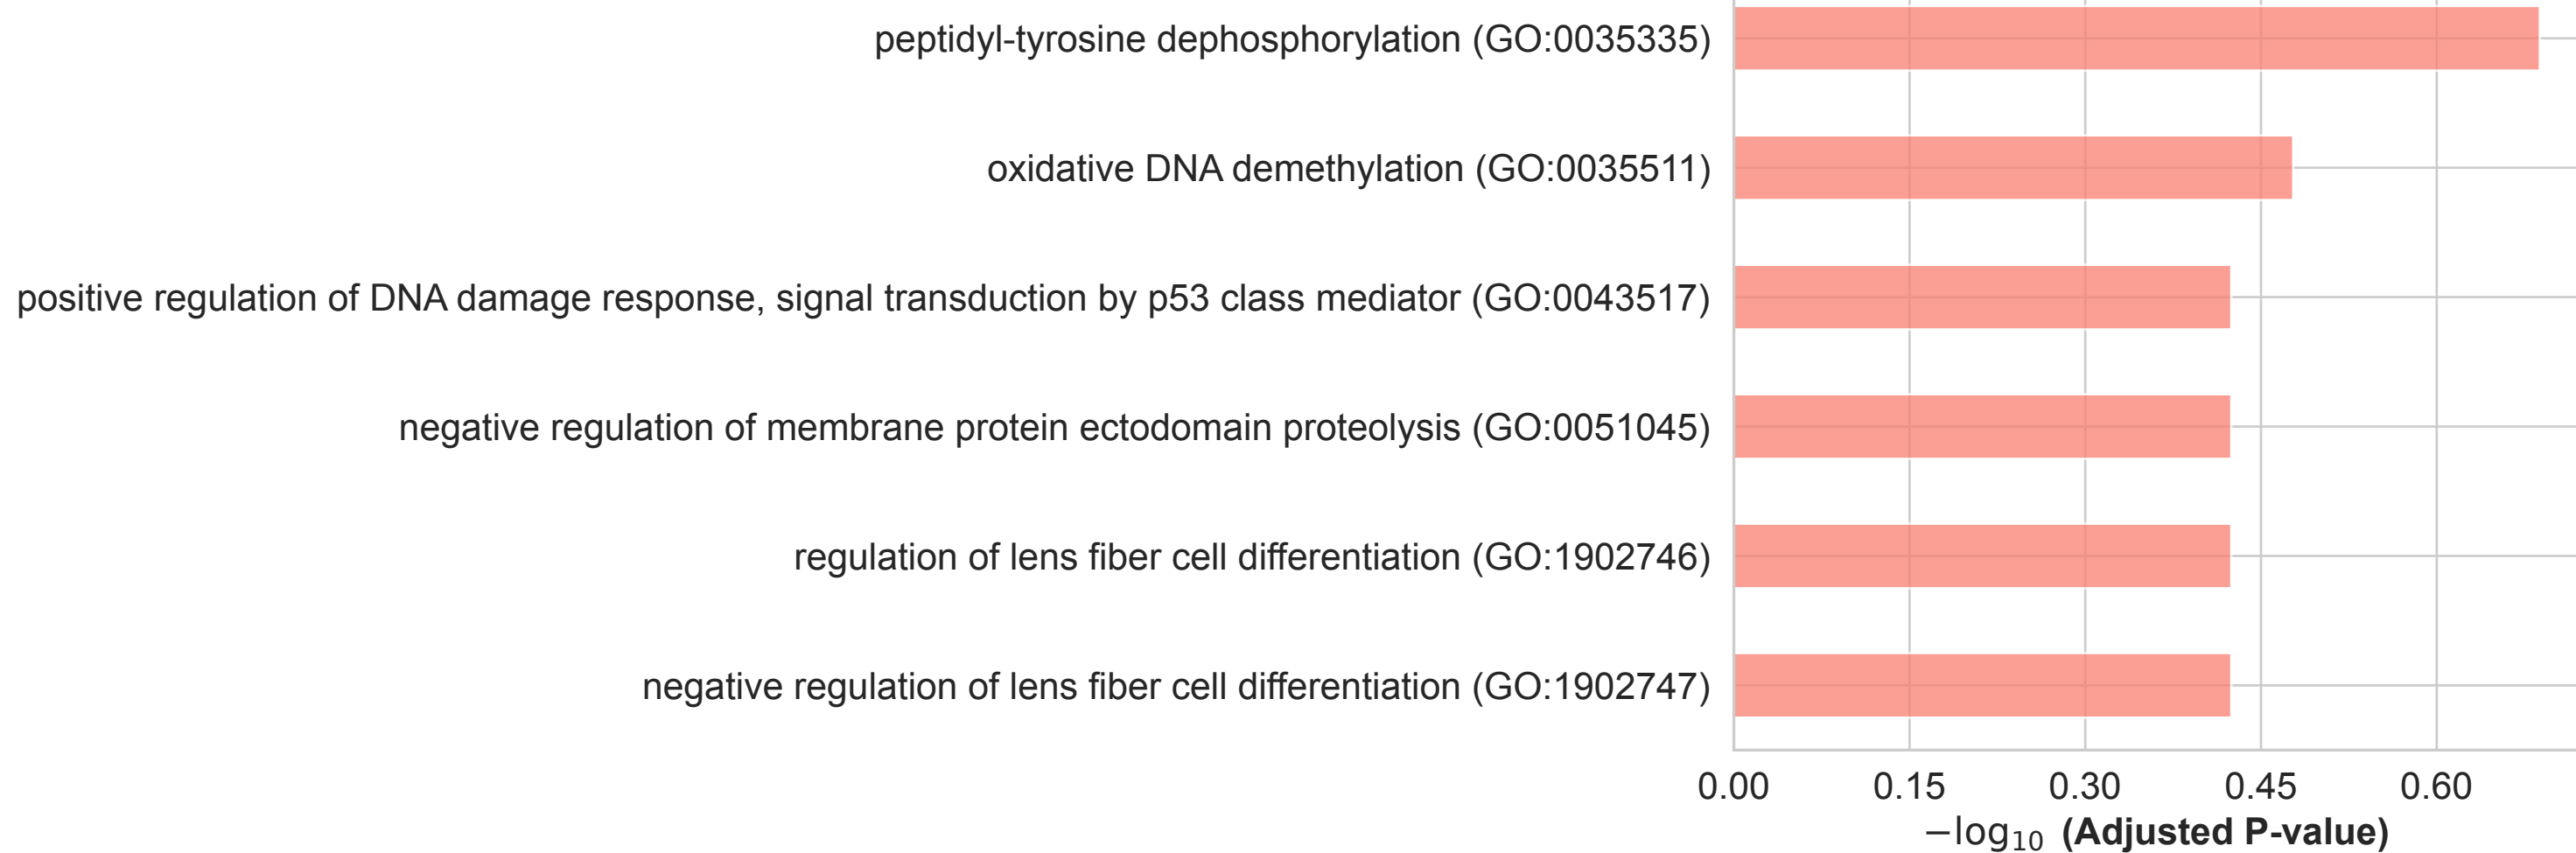 peptidyl-tyrosine dephosphorylation (GO:0035335)
oxidative DNA demethylation (GO:0035511)
positive regulation of DNA damage response, signal transduction by p53 class mediator (GO:0043517)
negative regulation of membrane protein ectodomain proteolysis (GO:0051045)
regulation of lens fiber cell differentiation (GO:1902746)
negative regulation of lens fiber cell differentiation (GO:1902747)
0.00 0.15 0.30 0.45 0.60
−log₁₀ (Adjusted P-value)